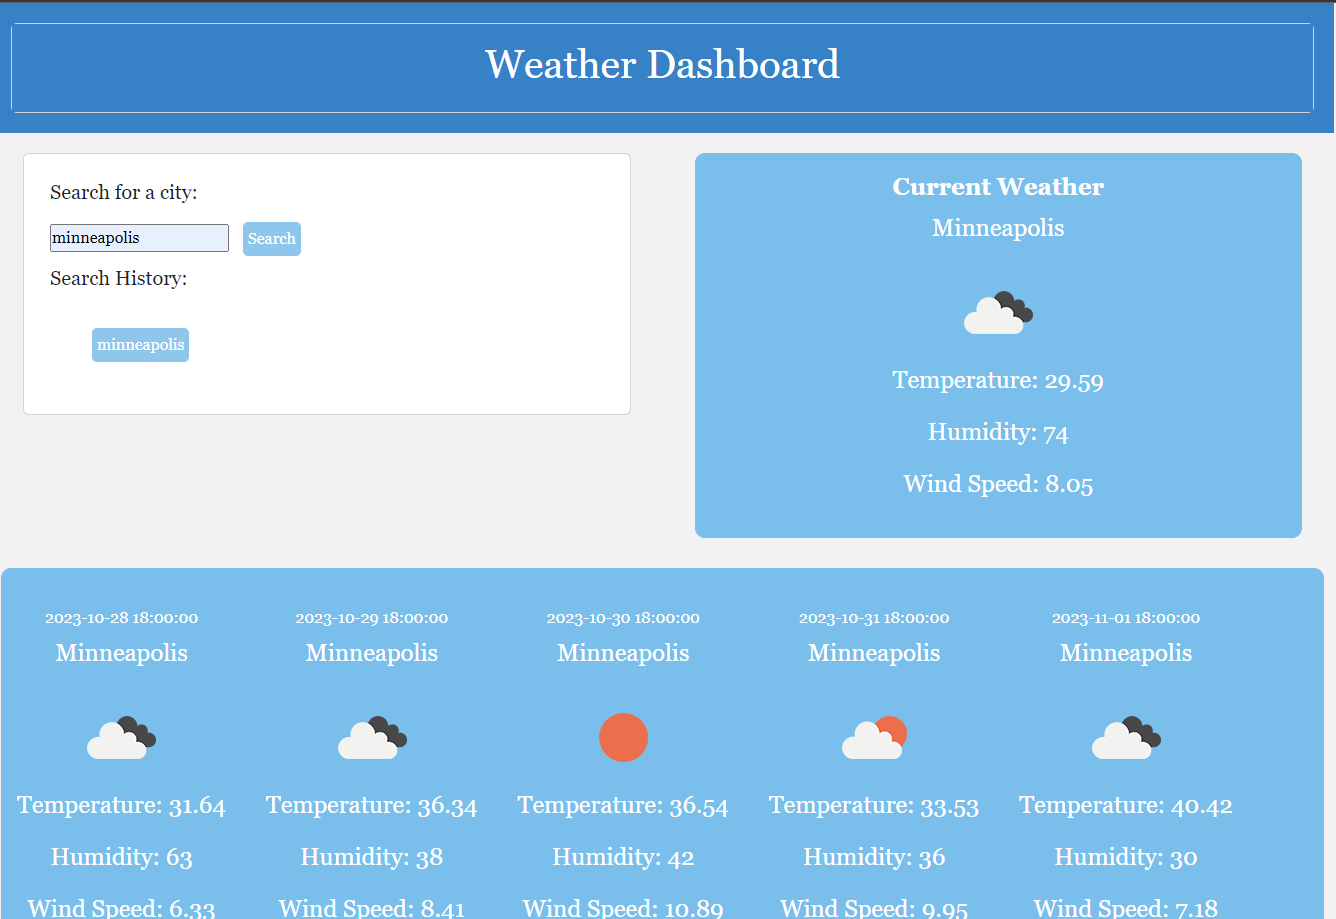 Weather Dashboard
Search for a city:
minneapolis Search
Search History:
minneapolis
Current Weather
Minneapolis
Temperature: 29.59
Humidity: 74
Wind Speed: 8.05
2023-10-28 18:00:00
Minneapolis
Temperature: 31.64
Humidity: 63
Wind Speed: 6.33
2023-10-29 18:00:00
Minneapolis
Temperature: 36.34
Humidity: 38
Wind Speed: 8.41
2023-10-30 18:00:00
Minneapolis
Temperature: 36.54
Humidity: 42
Wind Speed: 10.89
2023-10-31 18:00:00
Minneapolis
Temperature: 33.53
Humidity: 36
Wind Speed: 9.95
2023-11-01 18:00:00
Minneapolis
Temperature: 40.42
Humidity: 30
Wind Speed: 7.18